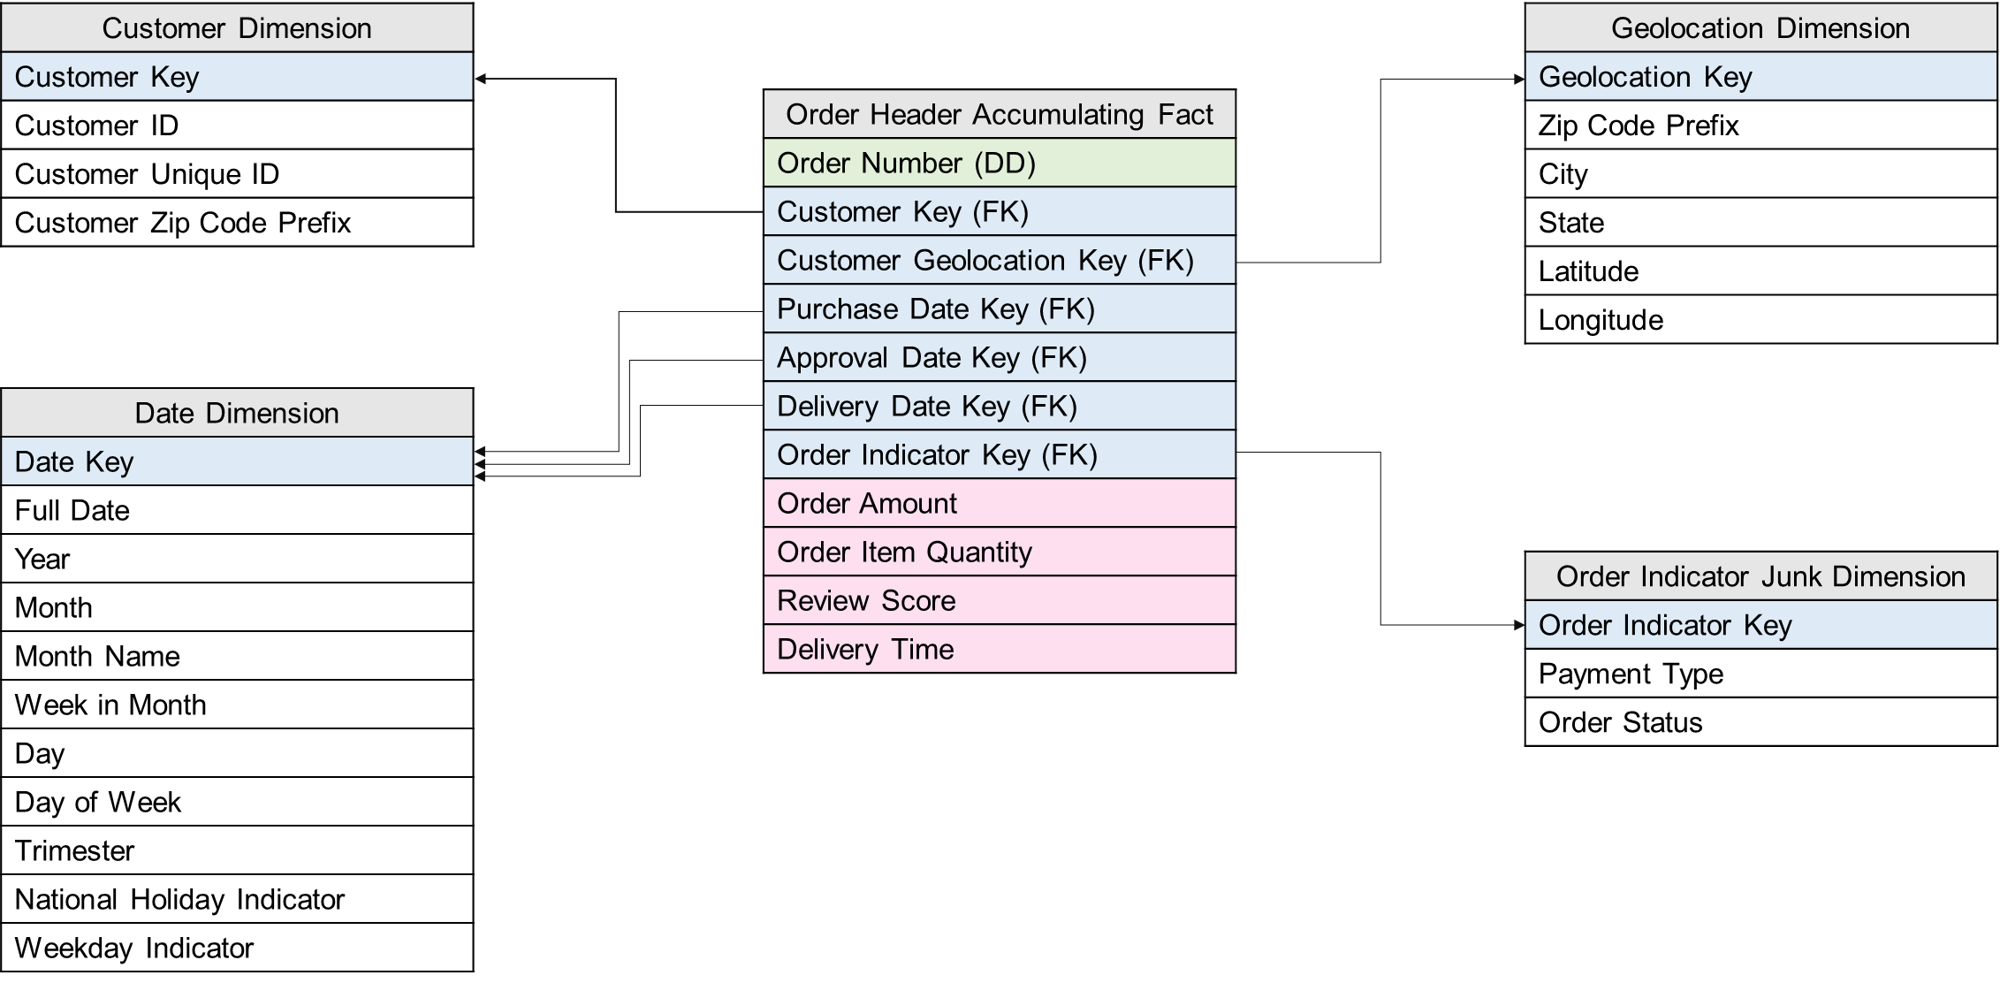 Customer Dimension
Customer Key
Customer ID
Customer Unique ID
Customer Zip Code Prefix
Date Dimension
Date Key
Full Date
Year
Month
Month Name
Week in Month
Day
Day of Week
Trimester
National Holiday Indicator
Weekday Indicator
Order Header Accumulating Fact
Order Number (DD)
Customer Key (FK)
Customer Geolocation Key (FK)
Purchase Date Key (FK)
Approval Date Key (FK)
Delivery Date Key (FK)
Order Indicator Key (FK)
Order Amount
Order Item Quantity
Review Score
Delivery Time
Geolocation Dimension
Geolocation Key
Zip Code Prefix
City
State
Latitude
Longitude
Order Indicator Junk Dimension
Order Indicator Key
Payment Type
Order Status